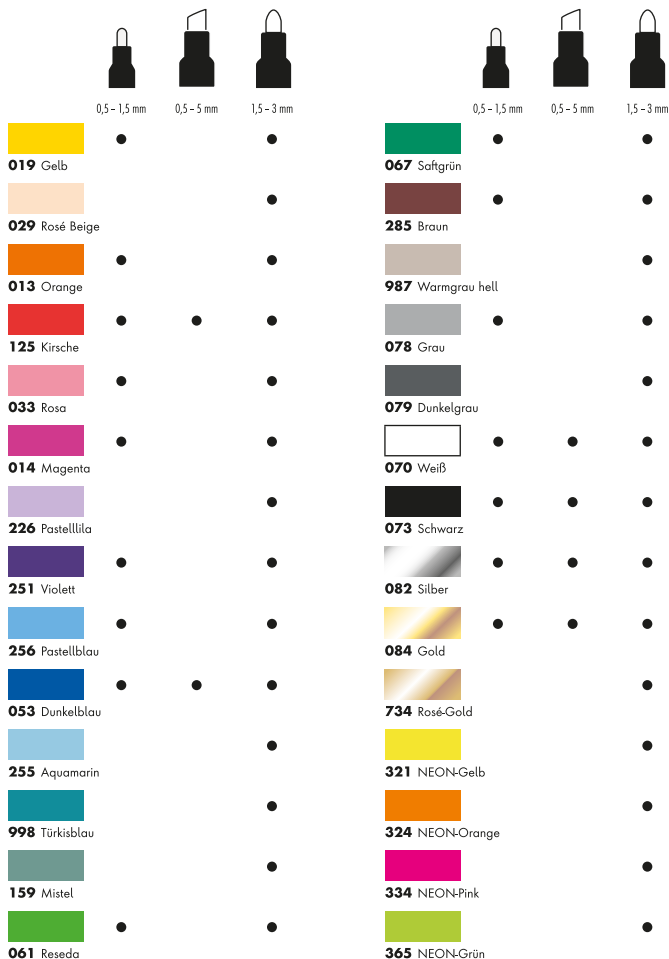 0,5 – 1,5 mm 0,5 – 5 mm 1,5 – 3 mm
019 Gelb
029 Rosé Beige
013 Orange
125 Kirsche
033 Rosa
014 Magenta
226 Pastelllila
251 Violett
256 Pastellblau
053 Dunkelblau
255 Aquamarin
998 Türkisblau
159 Mistel
061 Reseda
0,5 – 1,5 mm 0,5 – 5 mm 1,5 – 3 mm
067 Saftgrün
285 Braun
987 Warmgrau hell
078 Grau
079 Dunkelgrau
070 Weiß
073 Schwarz
082 Silber
084 Gold
734 Rosé-Gold
321 NEON-Gelb
324 NEON-Orange
334 NEON-Pink
365 NEON-Grün